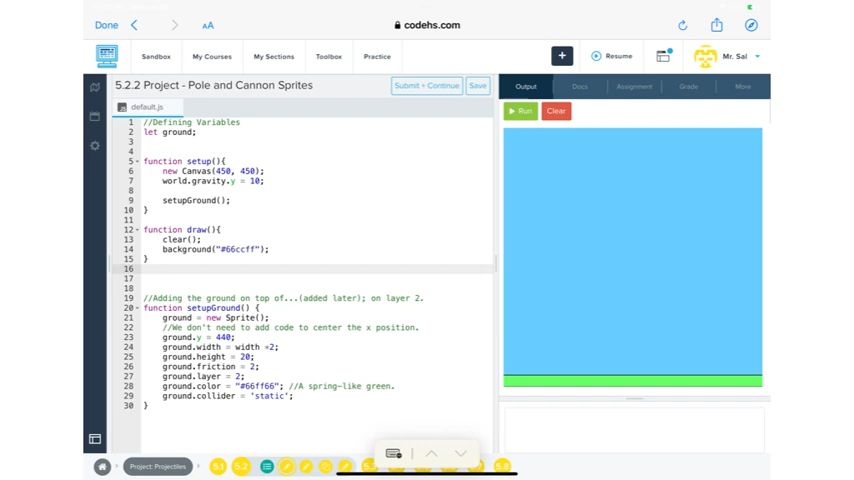 Done
AA
codehs.com
Sandbox
My Courses
My Sections
Toolbox
Practice
+
Resume
Mr. Sal
5.2.2 Project - Pole and Cannon Sprites
Submit + Continue
Save
Output
Docs
Assignment
Grade
More
default.js
Run
Clear
1 //Defining Variables
2 let ground;
3
4
5 function setup(){
6 new Canvas(450, 450);
7 world.gravity.y = 10;
8
9 setupGround();
10 }
11
12 function draw(){
13 clear();
14 background("#66ccff");
15 }
16
17
18
19 //Adding the ground on top of...(added later); on layer 2.
20 function setupGround() {
21 ground = new Sprite();
22 //We don't need to add code to center the x position.
23 ground.y = 440;
24 ground.width = width *2;
25 ground.height = 20;
26 ground.friction = 2;
27 ground.layer = 2;
28 ground.color = "#66ff66"; //A spring-like green.
29 ground.collider = 'static';
30 }
Project: Projectiles
5.1
5.2